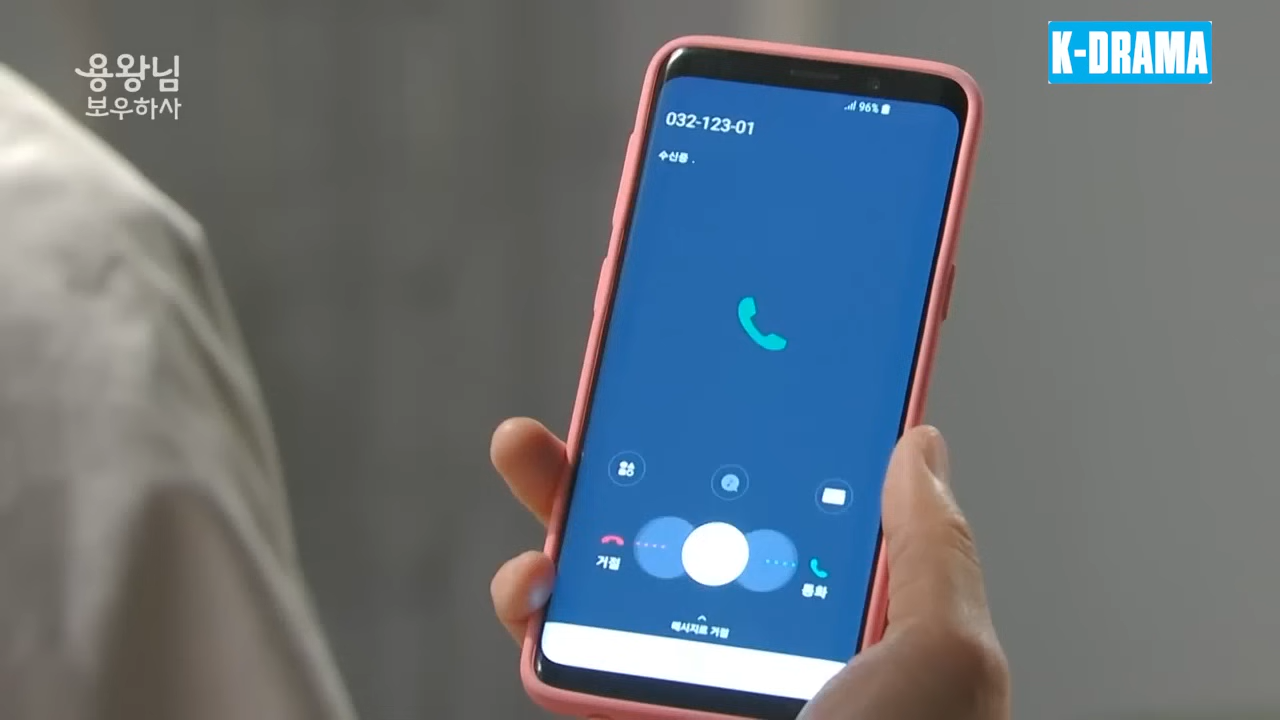 용왕님
보우하사
K-DRAMA
96%
032-123-01
수신중 .
거절
통화
메시지로 거절